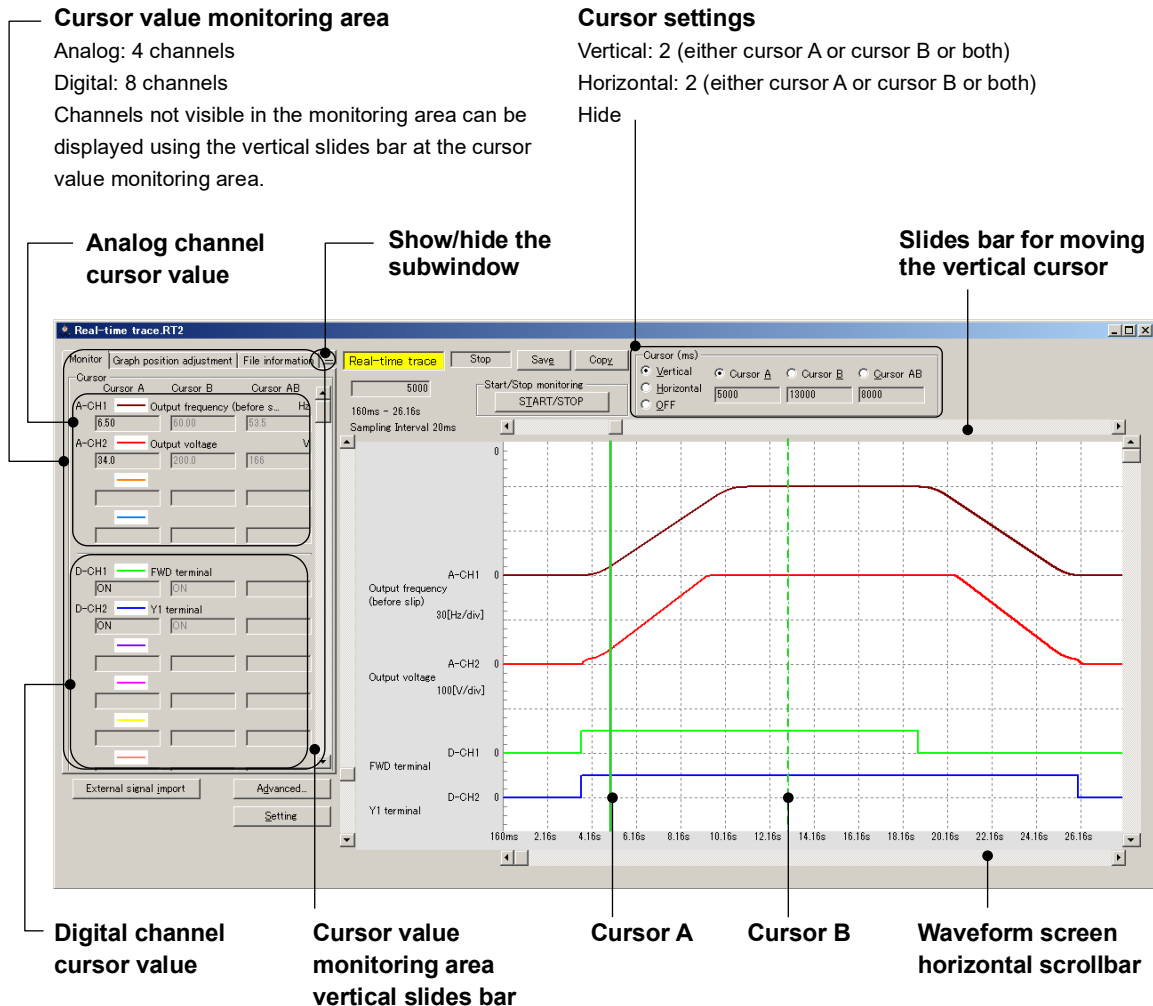 Cursor value monitoring area
Analog: 4 channels
Digital: 8 channels
Channels not visible in the monitoring area can be
displayed using the vertical slides bar at the cursor
value monitoring area.
Cursor settings
Vertical: 2 (either cursor A or cursor B or both)
Horizontal: 2 (either cursor A or cursor B or both)
Hide
Analog channel
cursor value
Show/hide the
subwindow
Slides bar for moving
the vertical cursor
Real-time trace.RT2
Monitor
Graph position adjustment
File information
Cursor
Cursor A
Cursor B
Cursor AB
A-CH1
Output frequency (before s...
Hz
6.50
60.00
53.5
A-CH2
Output voltage
V
34.0
200.0
166
D-CH1
FWD terminal
ON
ON
D-CH2
Y1 terminal
ON
ON
External signal import
Advanced...
Setting
Real-time trace
Stop
Save
Copy
5000
160ms - 26.16s
Sampling Interval 20ms
Start/Stop monitoring
START/STOP
Cursor (ms)
Vertical
Horizontal
OFF
Cursor A
Cursor B
Cursor AB
5000
13000
8000
0
A-CH1 0
Output frequency
(before slip)
30[Hz/div]
A-CH2 0
Output voltage
100[V/div]
D-CH1 0
FWD terminal
D-CH2 0
Y1 terminal
160ms 2.16s 4.16s 6.16s 8.16s 10.16s 12.16s 14.16s 16.16s 18.16s 20.16s 22.16s 24.16s 26.16s
Digital channel
cursor value
Cursor value
monitoring area
vertical slides bar
Cursor A
Cursor B
Waveform screen
horizontal scrollbar